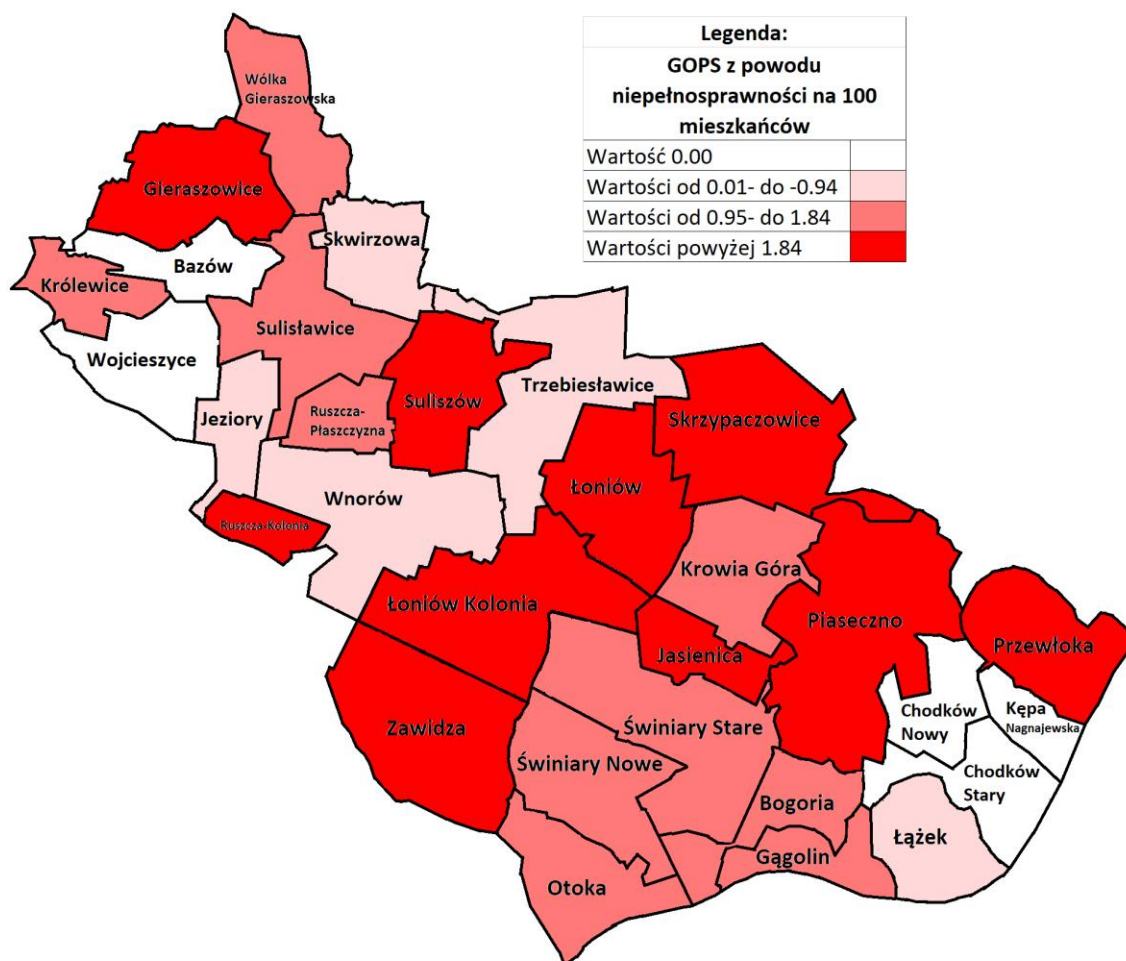 Legenda:
GOPS z powodu
niepełnosprawności na 100
mieszkańców
Wartość 0.00
Wartości od 0.01- do -0.94
Wartości od 0.95- do 1.84
Wartości powyżej 1.84
Wólka
Gieraszowska
Gieraszowice
Skwirzowa
Bazów
Królewice
Sulisławice
Wojcieszyce
Trzebiesławice
Suliszów
Jeziory
Ruszcza-
Płaszczyzna
Skrzypaczowice
Łoniów
Wnorów
Ruszcza-Kolonia
Krowia Góra
Łoniów Kolonia
Piaseczno
Przewłoka
Jasienica
Chodków
Nowy
Kępa
Nagnajewska
Zawidza
Świniary Stare
Świniary Nowe
Chodków
Stary
Bogoria
Łążek
Gągolin
Otoka